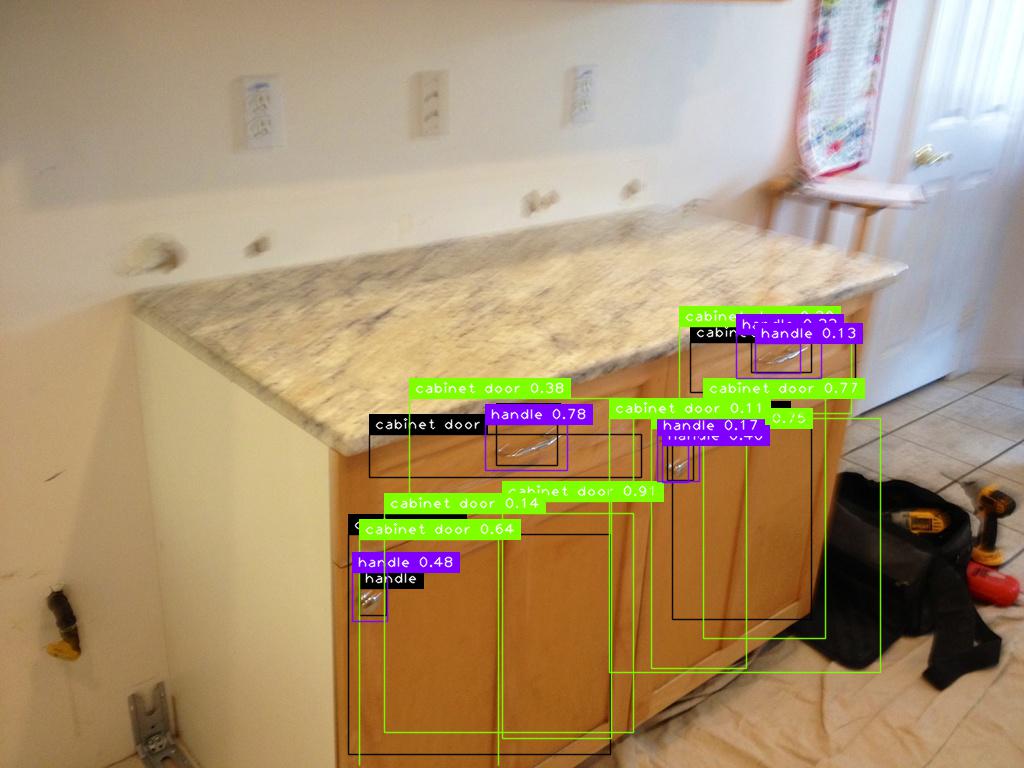 handle 0.13
cabinet door 0.77
cabinet door 0.38
cabinet door 0.11
handle 0.78
cabinet door
handle 0.17
cabinet door 0.91
cabinet door 0.14
cabinet door 0.64
handle 0.48
handle